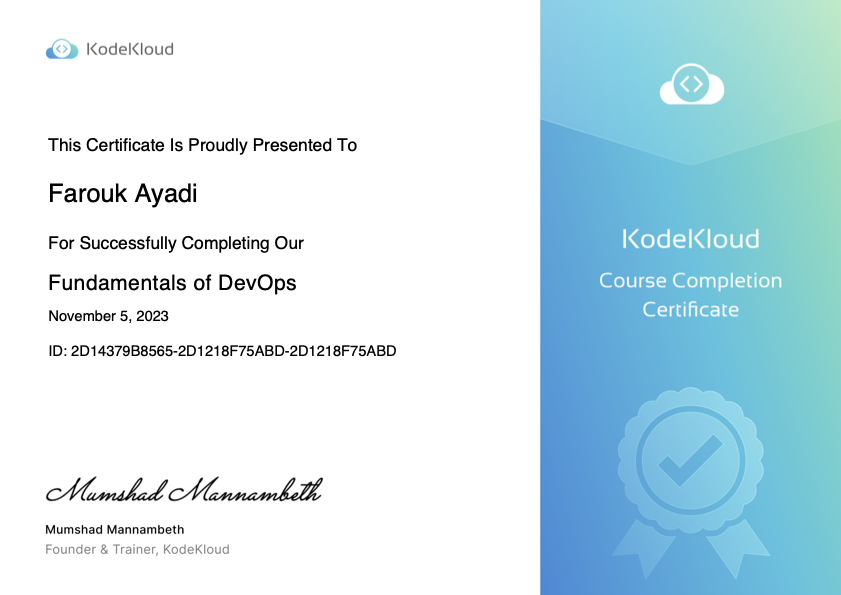 KodeKloud
This Certificate Is Proudly Presented To
Farouk Ayadi
For Successfully Completing Our
Fundamentals of DevOps
November 5, 2023
ID: 2D14379B8565-2D1218F75ABD-2D1218F75ABD
Mumshad Mannambeth
Mumshad Mannambeth
Founder & Trainer, KodeKloud
KodeKloud
Course Completion
Certificate